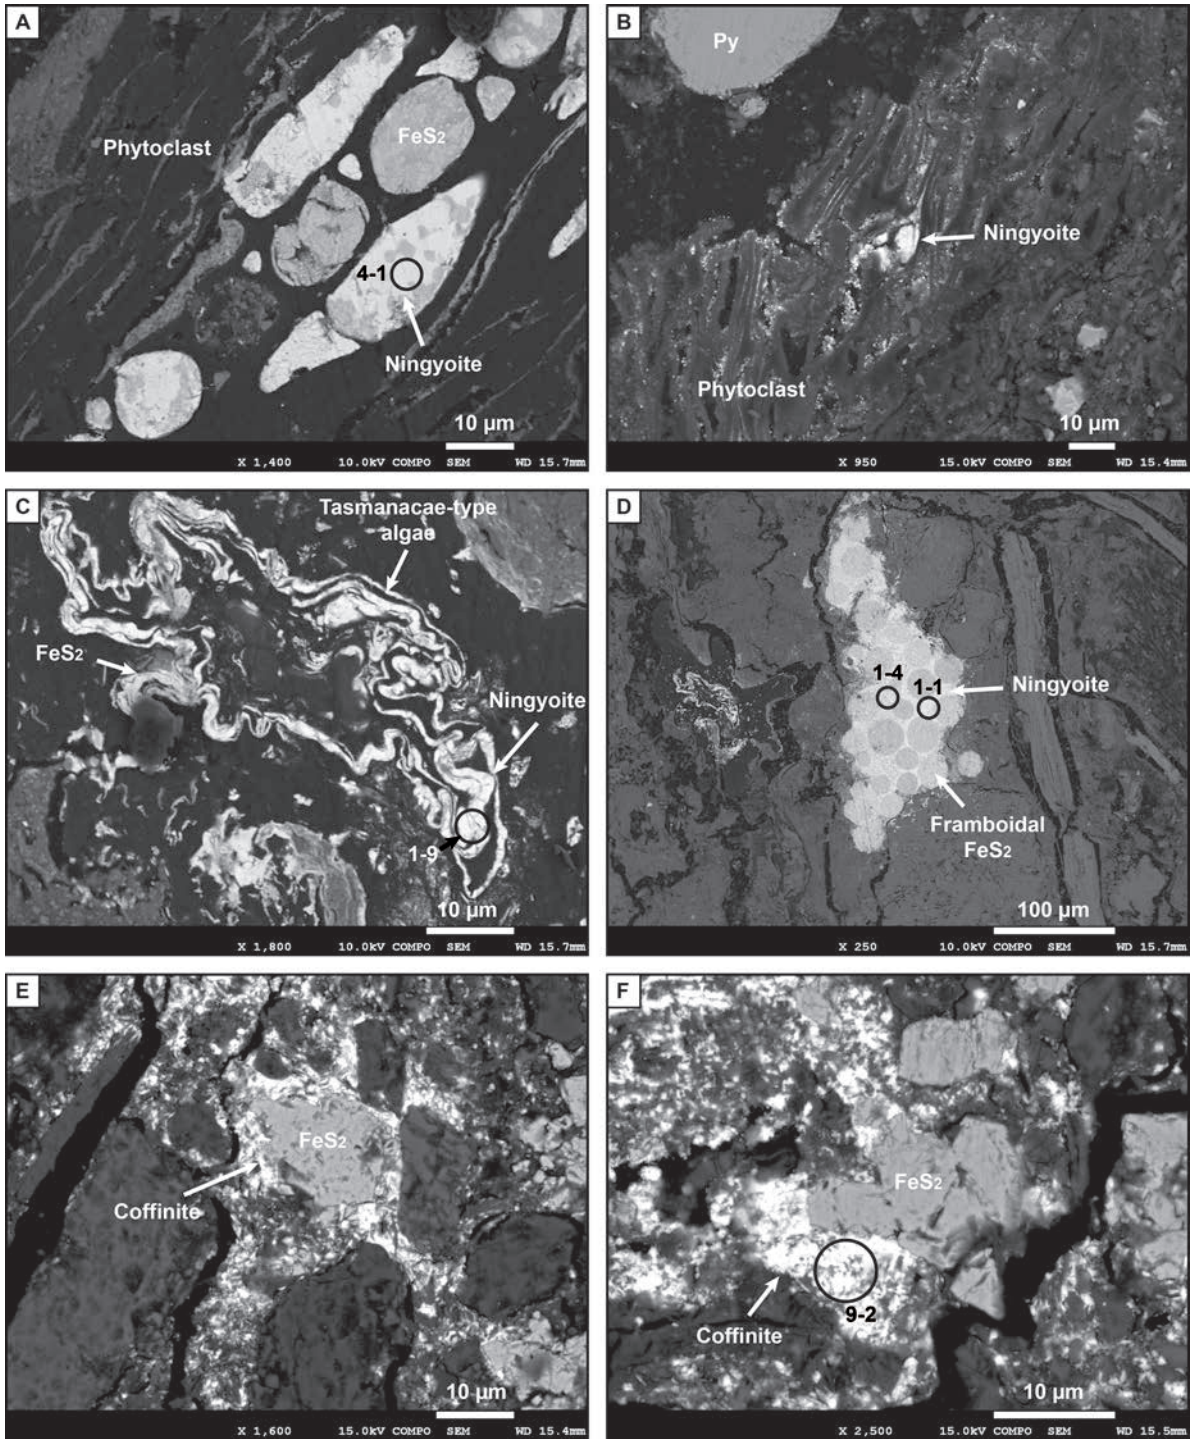 A
Phytoclast
FeS2
4-1
Ningyoite
10 µm
X 1,400 10.0kV COMPO SEM WD 15.7mm
B
Py
Ningyoite
Phytoclast
10 µm
X 950 15.0kV COMPO SEM WD 15.4mm
C
Tasmanacae-type
algae
FeS2
Ningyoite
1-9
10 µm
X 1,800 10.0kV COMPO SEM WD 15.7mm
D
1-4
1-1
Ningyoite
Framboidal
FeS2
100 µm
X 250 10.0kV COMPO SEM WD 15.7mm
E
FeS2
Coffinite
10 µm
X 1,600 15.0kV COMPO SEM WD 15.4mm
F
FeS2
9-2
Coffinite
10 µm
X 2,500 15.0kV COMPO SEM WD 15.5mm